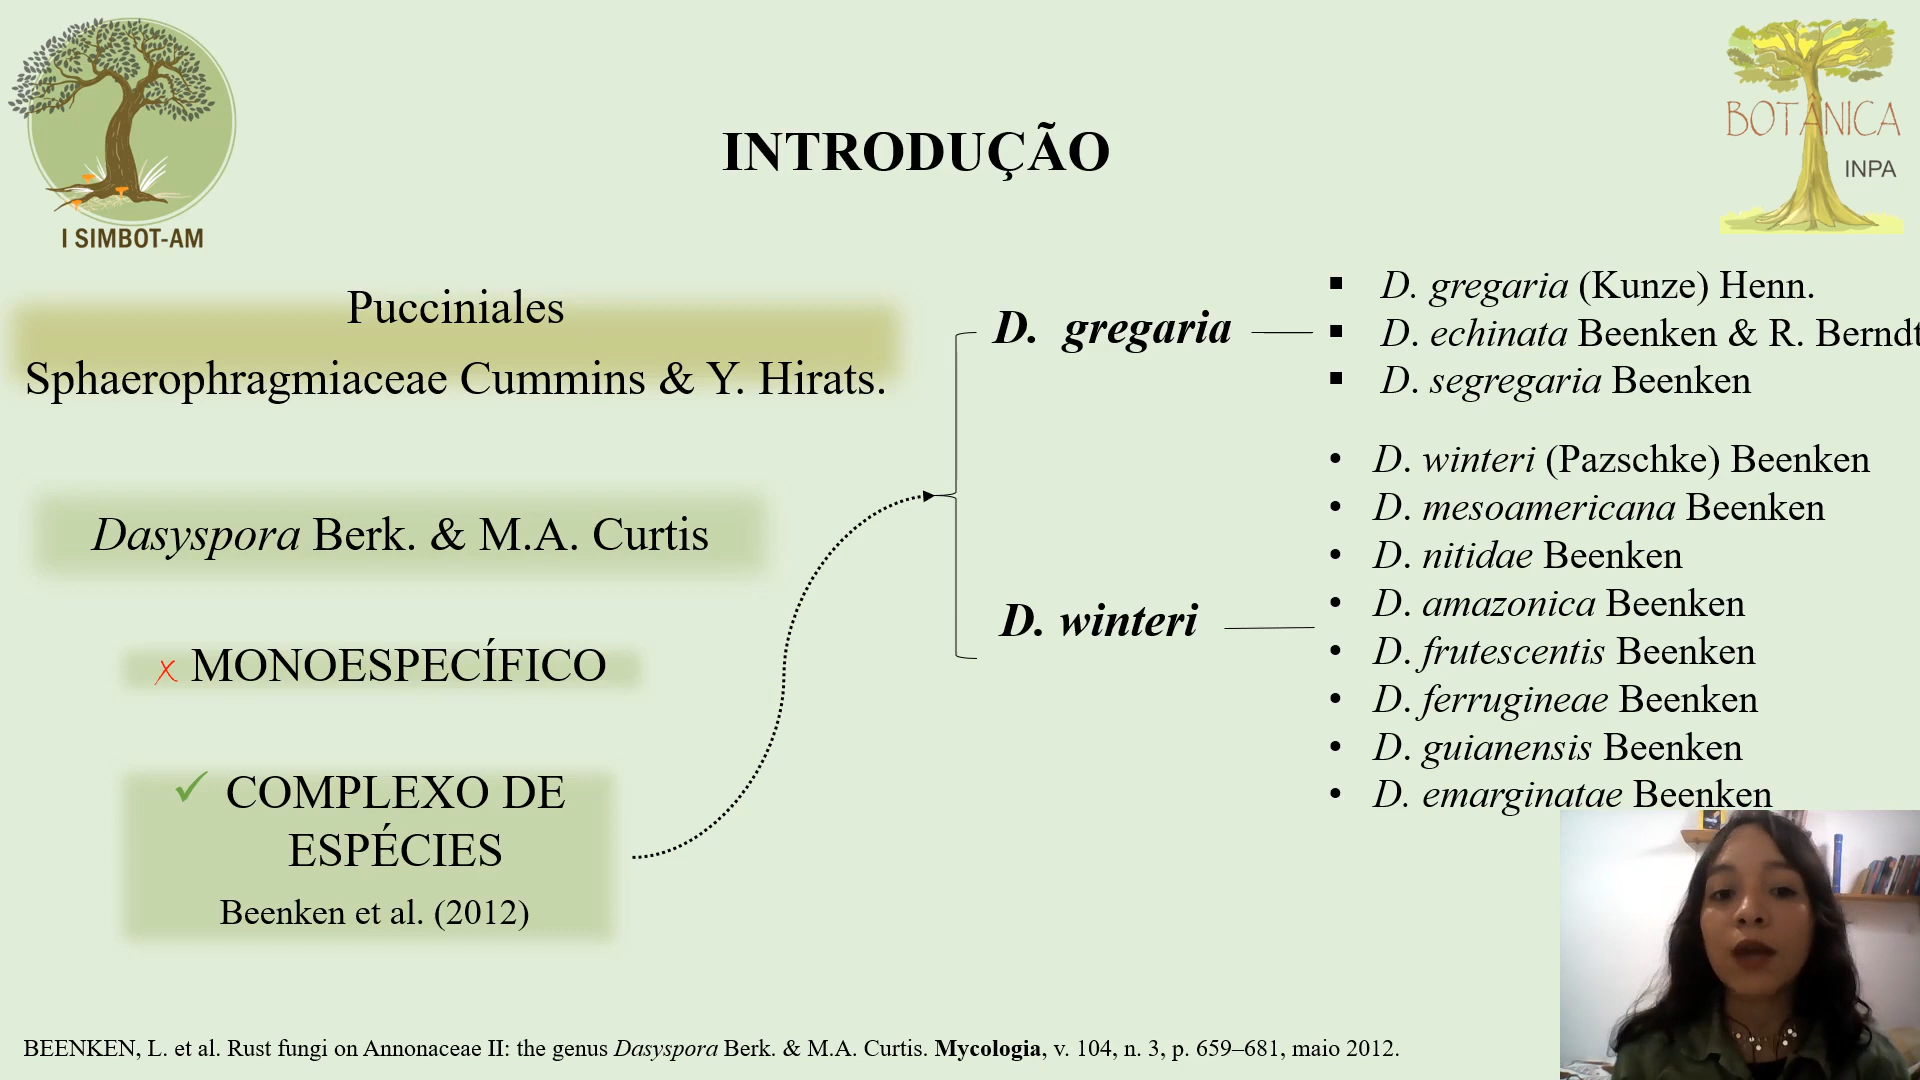 I SIMBOT-AM
BOTÂNICA
INPA
INTRODUÇÃO
Pucciniales
Sphaerophragmiaceae Cummins & Y. Hirats.
Dasyspora Berk. & M.A. Curtis
x MONOESPECÍFICO
✓ COMPLEXO DE
ESPÉCIES
Beenken et al. (2012)
D. gregaria
▪ D. gregaria (Kunze) Henn.
▪ D. echinata Beenken & R. Berndt
▪ D. segregaria Beenken
D. winteri
• D. winteri (Pazschke) Beenken
• D. mesoamericana Beenken
• D. nitidae Beenken
• D. amazonica Beenken
• D. frutescentis Beenken
• D. ferrugineae Beenken
• D. guianensis Beenken
• D. emarginatae Beenken
BEENKEN, L. et al. Rust fungi on Annonaceae II: the genus Dasyspora Berk. & M.A. Curtis. Mycologia, v. 104, n. 3, p. 659–681, maio 2012.